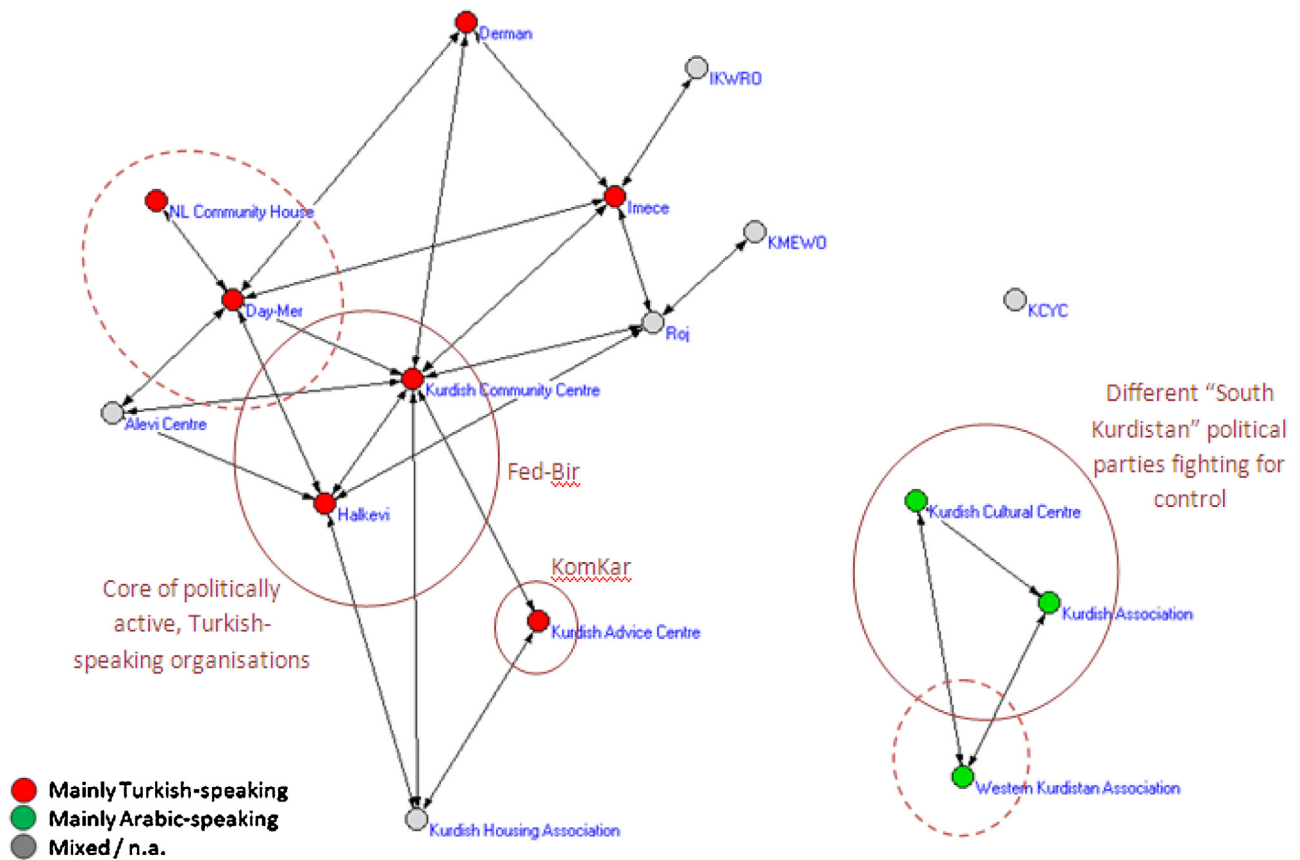 Derman
IKWRO
NL Community House
Imece
KMEWO
Day-Mer
KCYC
Roj
Kurdish Community Centre
Alevi Centre
Different “South
Kurdistan” political
parties fighting for
control
Fed-Bir
Halkevi
Kurdish Cultural Centre
KomKar
Core of politically
active, Turkish-
speaking organisations
Kurdish Advice Centre
Kurdish Association
Western Kurdistan Association
Kurdish Housing Association
Mainly Turkish-speaking
Mainly Arabic-speaking
Mixed / n.a.